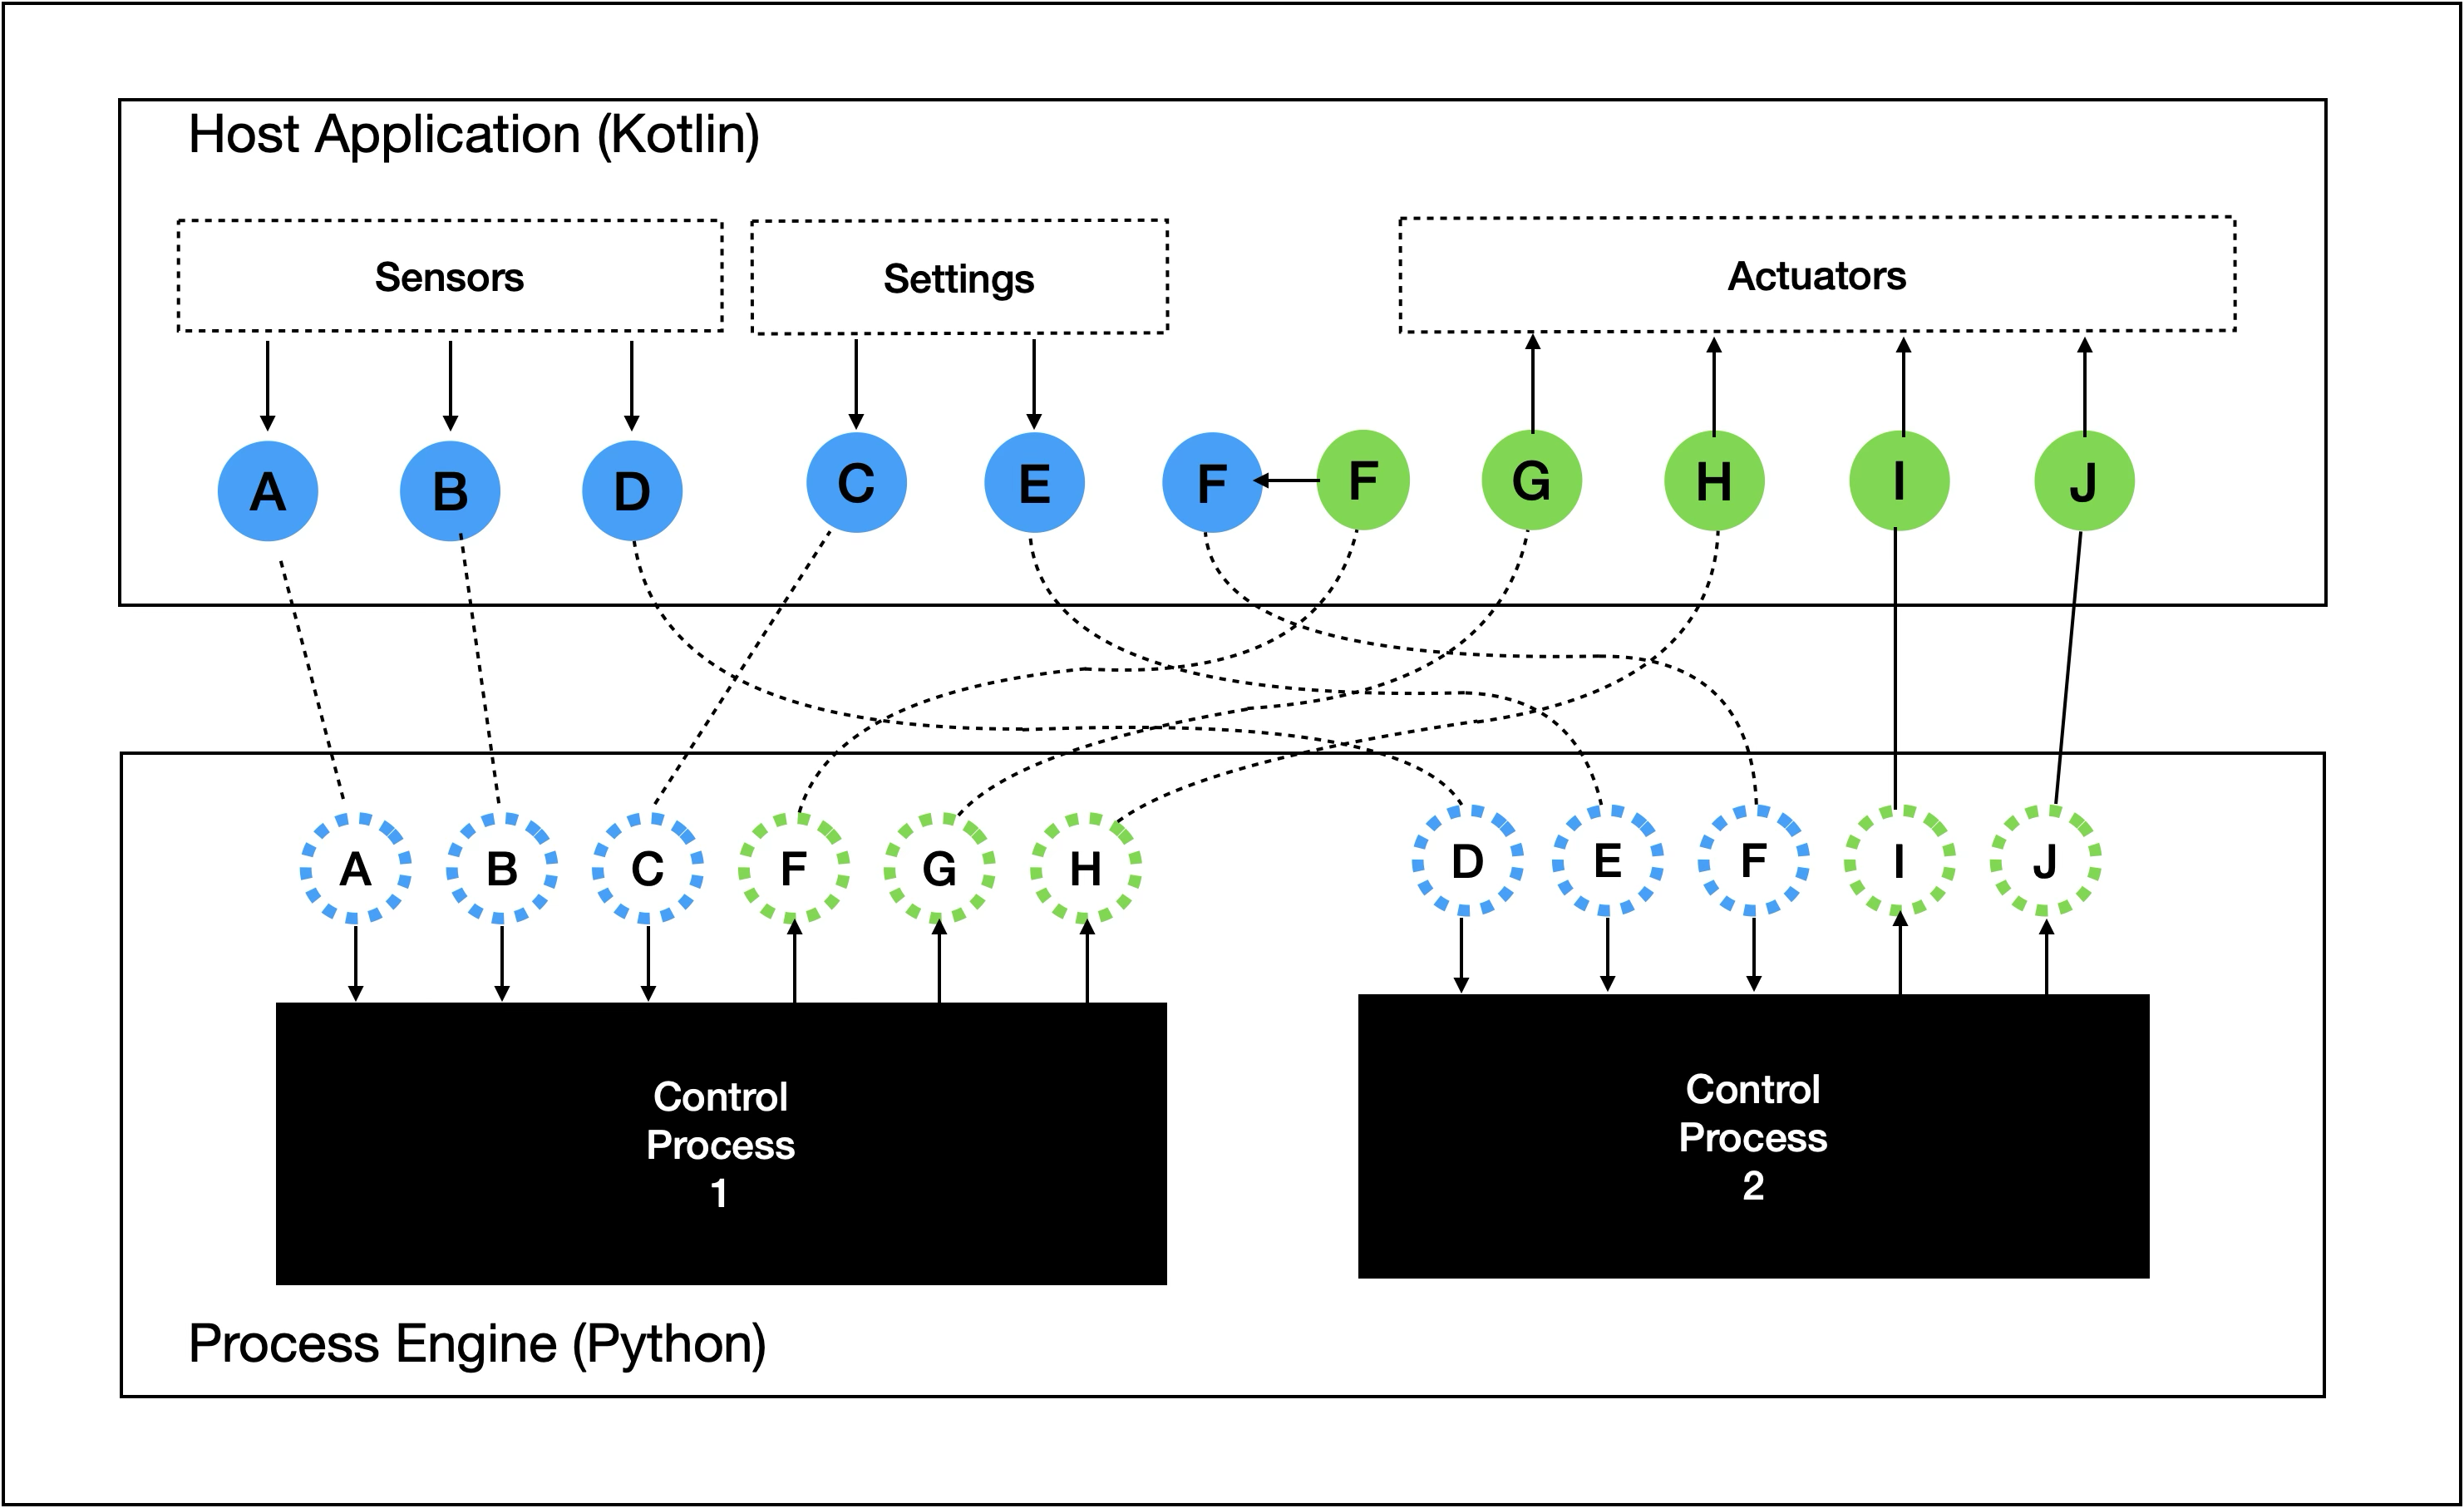 Host Application (Kotlin)
Sensors
Settings
Actuators
A
B
D
C
E
F
F
G
H
I
J
A
B
C
F
G
H
D
E
F
I
J
Control
Process
1
Control
Process
2
Process Engine (Python)